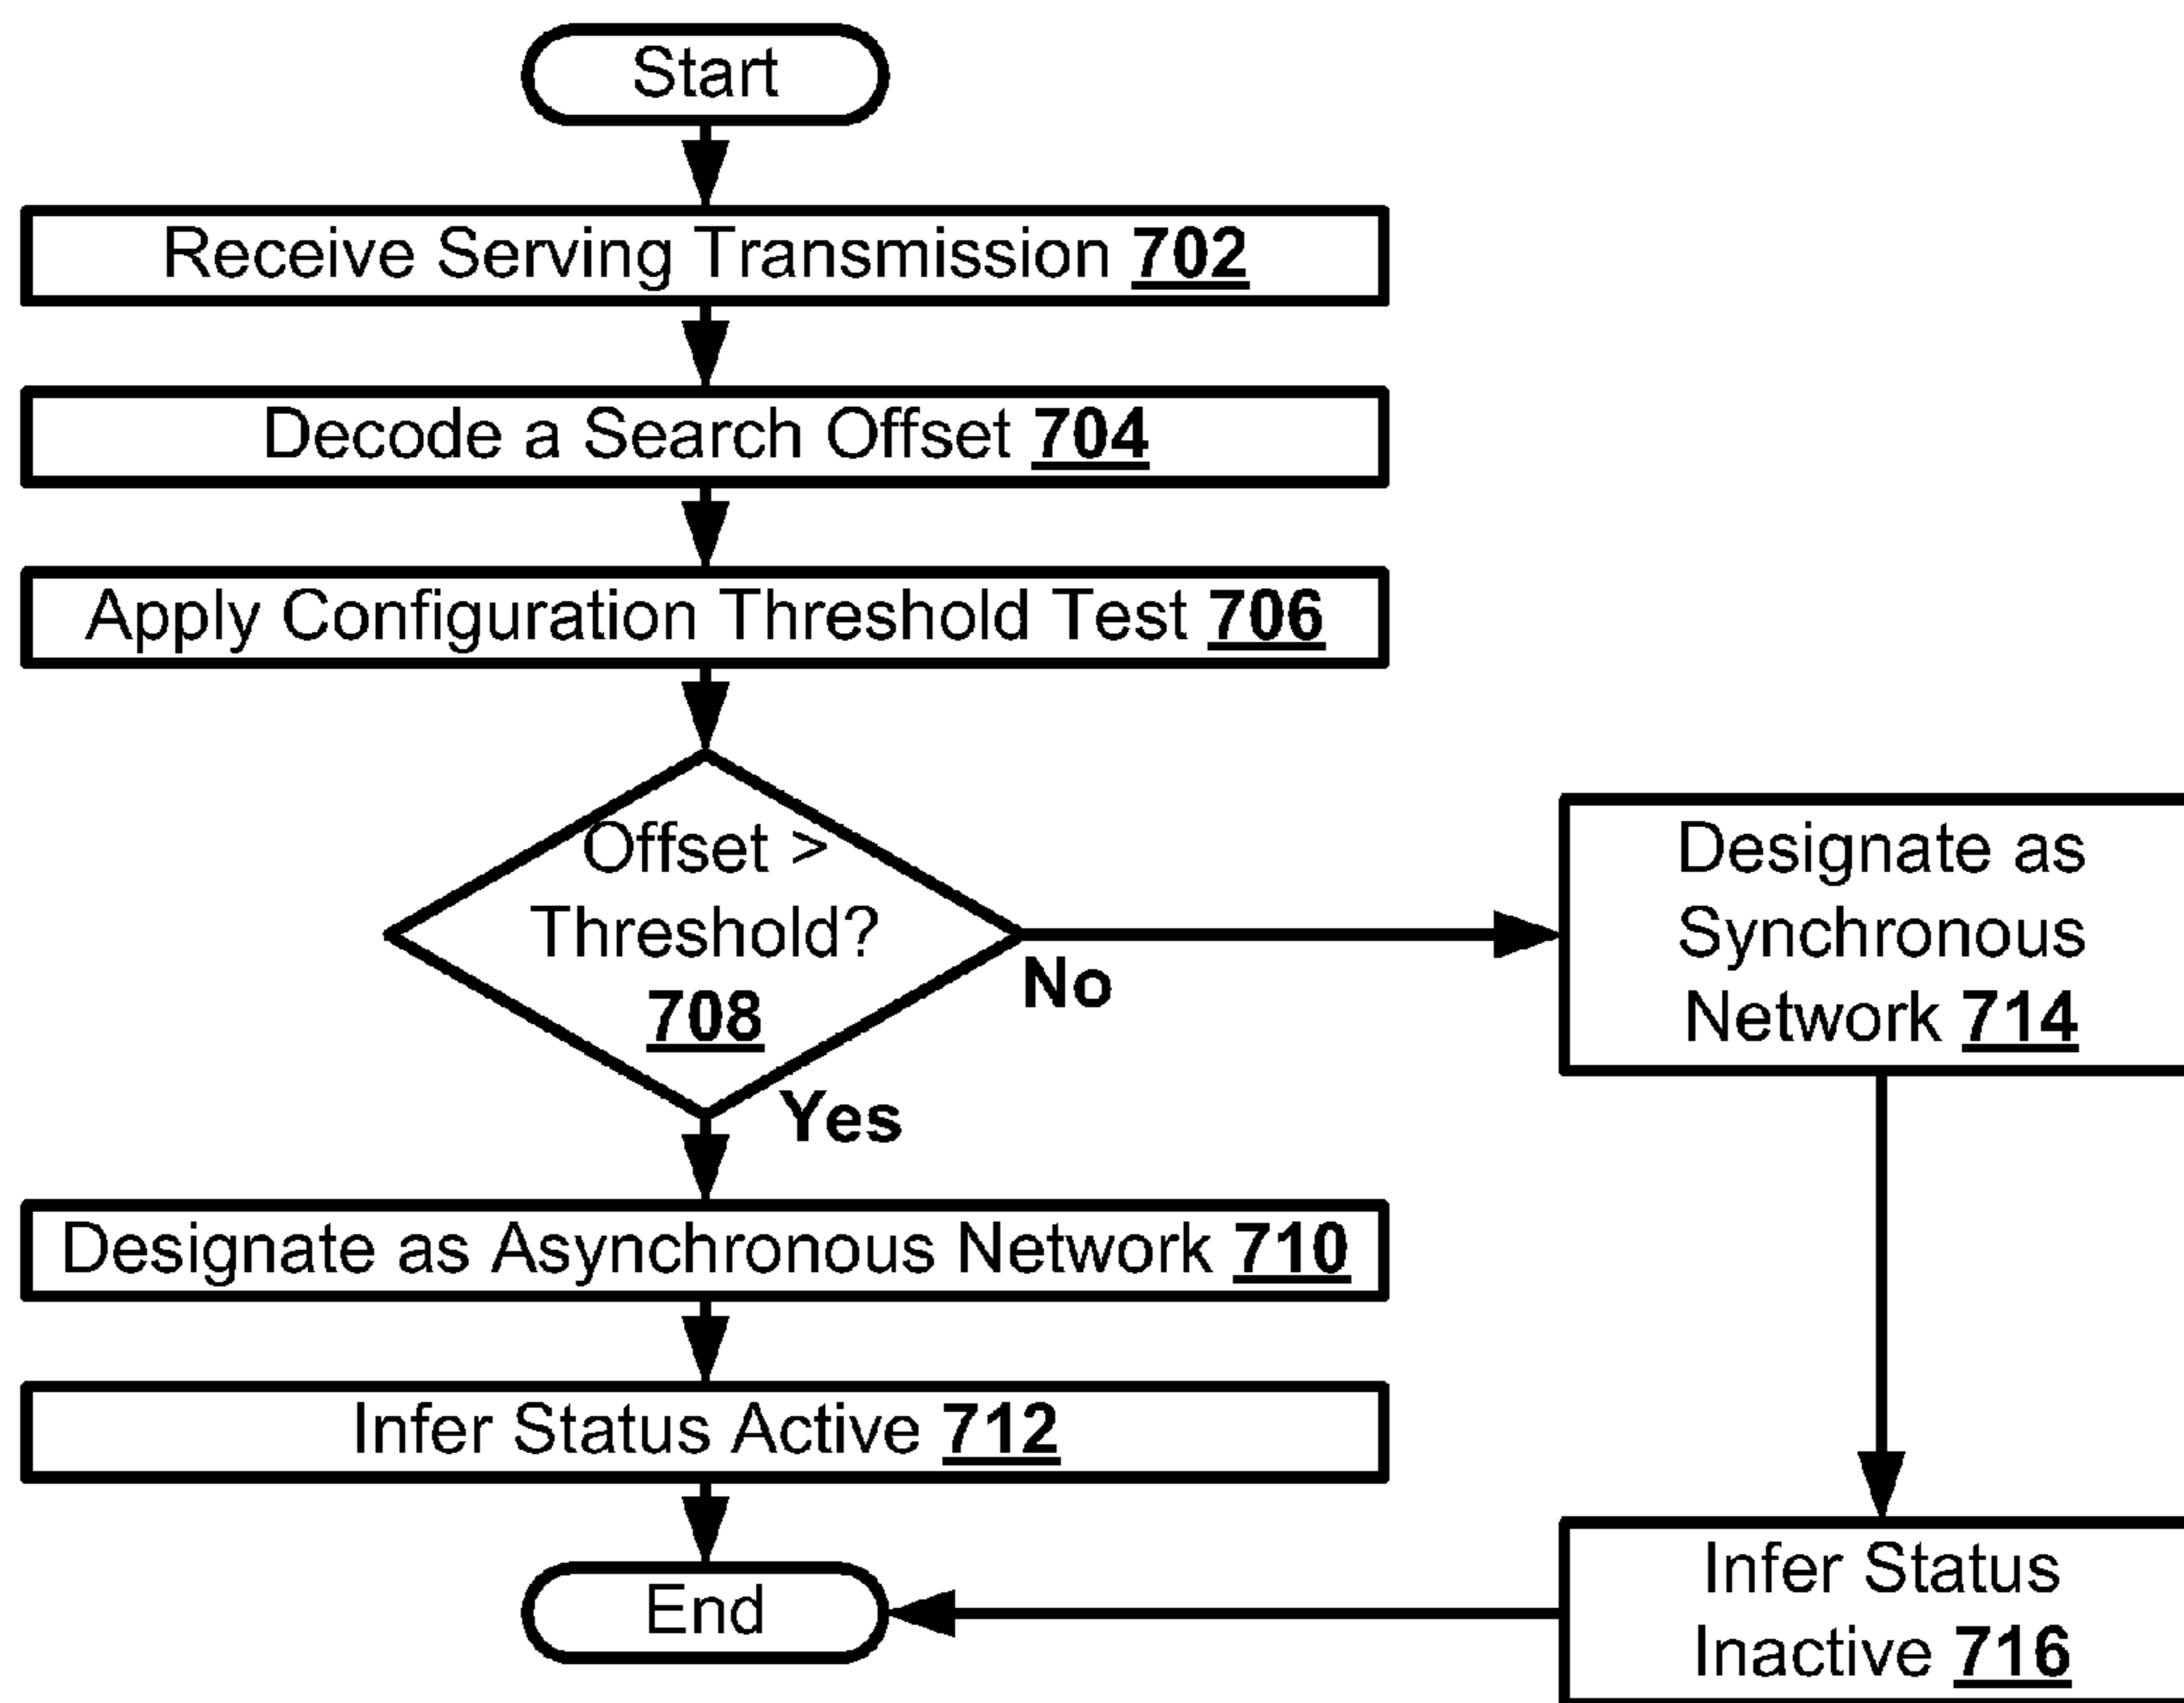 Start
Receive Serving Transmission 702
Decode a Search Offset 704
Apply Configuration Threshold Test 706
Offset >
Threshold?
708
No
Yes
Designate as
Synchronous
Network 714
Designate as Asynchronous Network 710
Infer Status Active 712
Infer Status
Inactive 716
End